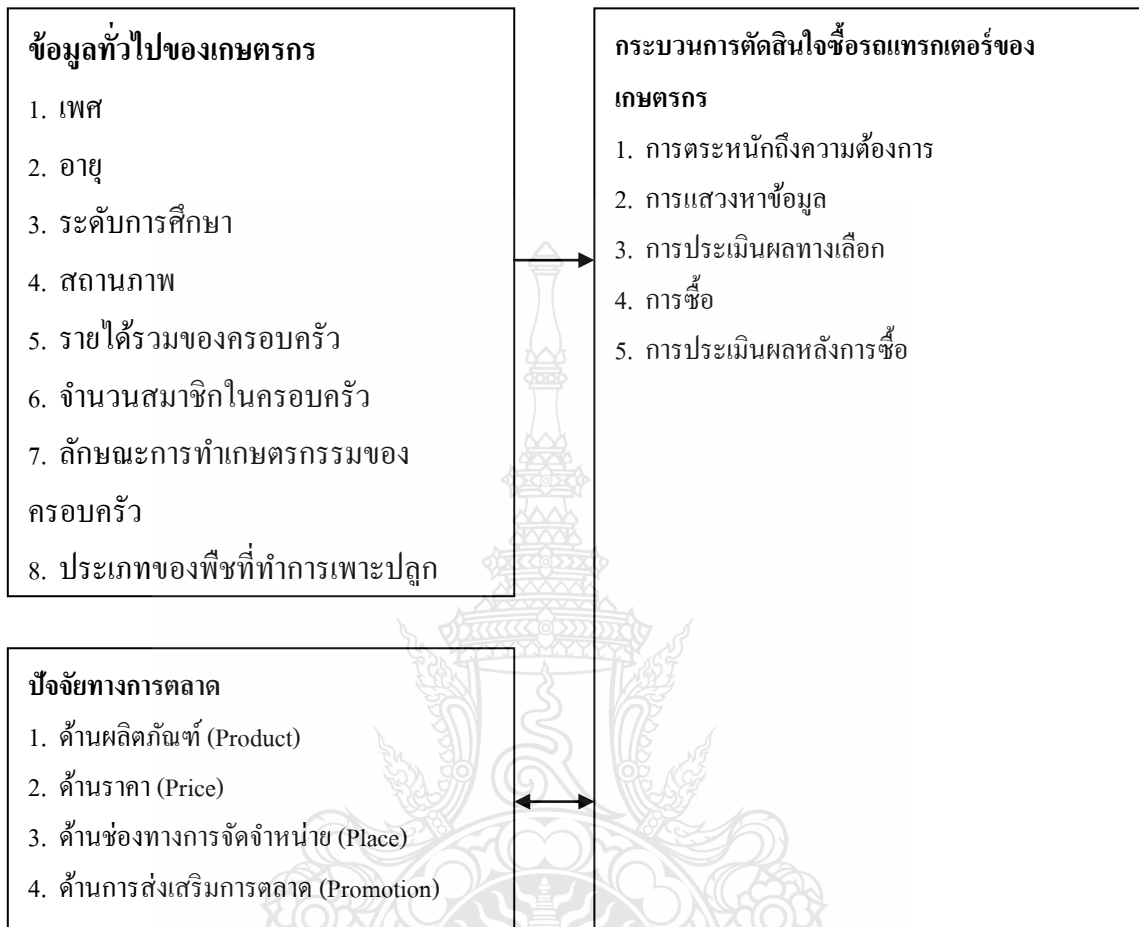 ข้อมูลทั่วไปของเกษตรกร
1. เพศ
2. อายุ
3. ระดับการศึกษา
4. สถานภาพ
5. รายได้รวมของครอบครัว
6. จำนวนสมาชิกในครอบครัว
7. ลักษณะการทำเกษตรกรรมของ
ครอบครัว
8. ประเภทของพืชที่ทำการเพาะปลูก
ปัจจัยทางการตลาด
1. ด้านผลิตภัณฑ์ (Product)
2. ด้านราคา (Price)
3. ด้านช่องทางการจัดจำหน่าย (Place)
4. ด้านการส่งเสริมการตลาด (Promotion)
กระบวนการตัดสินใจซื้อรถแทรกเตอร์ของ
เกษตรกร
1. การตระหนักถึงความต้องการ
2. การแสวงหาข้อมูล
3. การประเมินผลทางเลือก
4. การซื้อ
5. การประเมินผลหลังการซื้อ